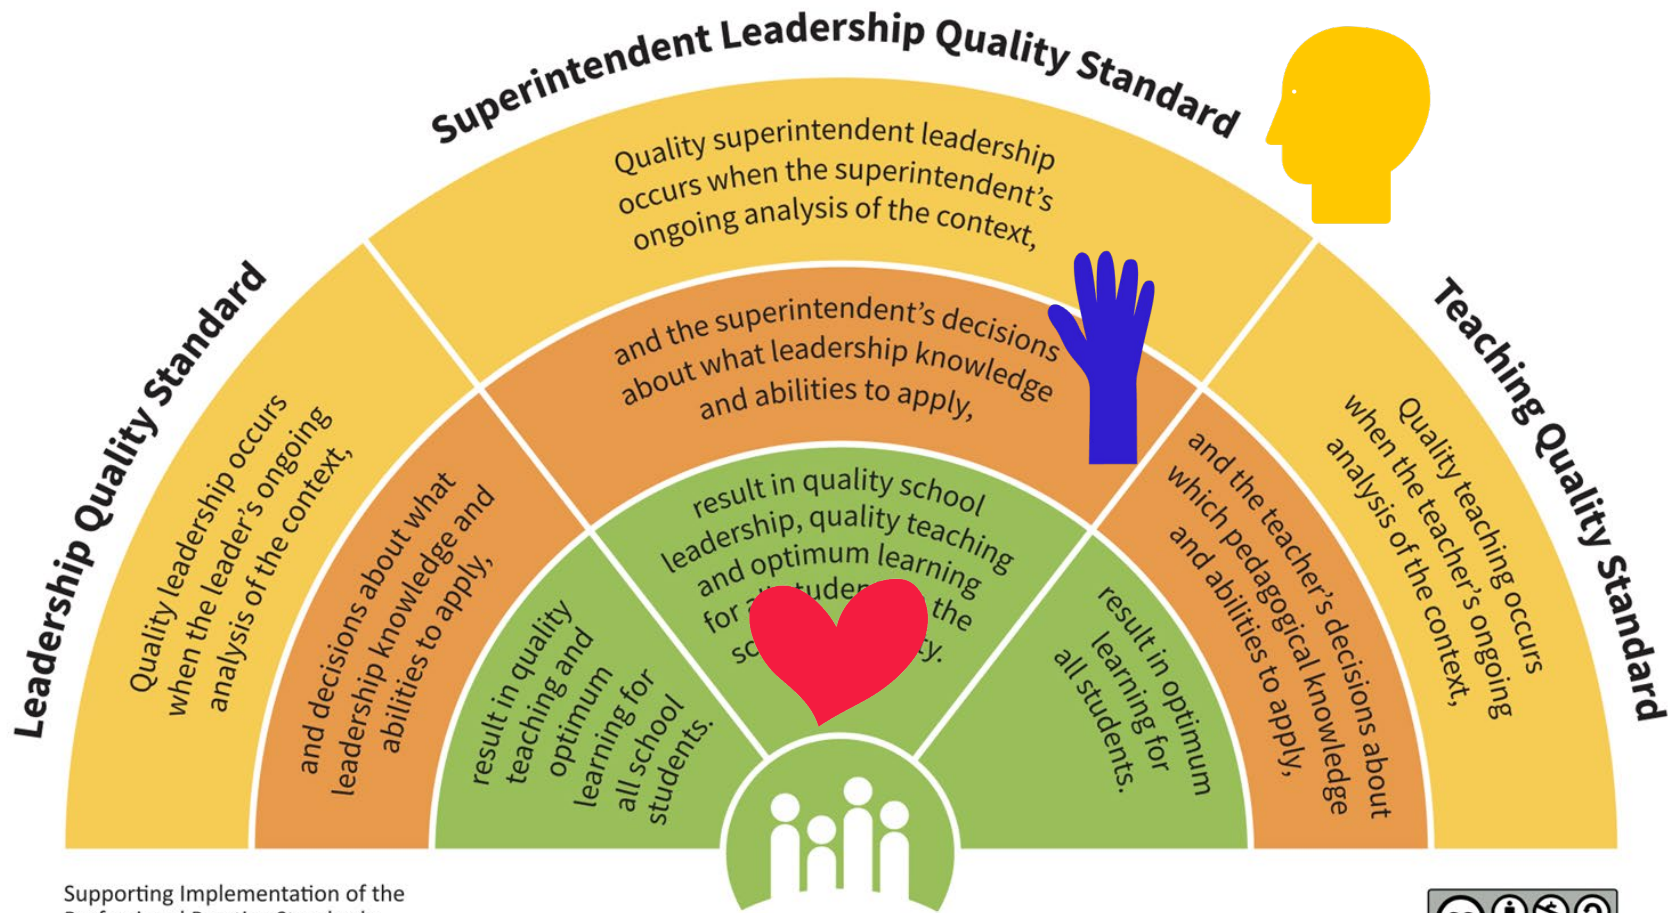 Superintendent Leadership Quality Standard
Quality superintendent leadership
occurs when the superintendent's
ongoing analysis of the context,
and the superintendent's decisions
about what leadership knowledge
and abilities to apply,
result in quality school
leadership, quality teaching
and optimum learning
for the
Leadership Quality Standard
Quality leadership occurs
when the leader's ongoing
analysis of the context,
and decisions about what
leadership knowledge and
abilities to apply,
result in quality
teaching and
optimum
learning for
all school
students.
Teaching Quality Standard
Quality teaching occurs
when the teacher's ongoing
analysis of the context,
and the teacher's decisions about
which pedagogical knowledge
and abilities to apply,
result in optimum
learning for
all students.
Supporting Implementation of the